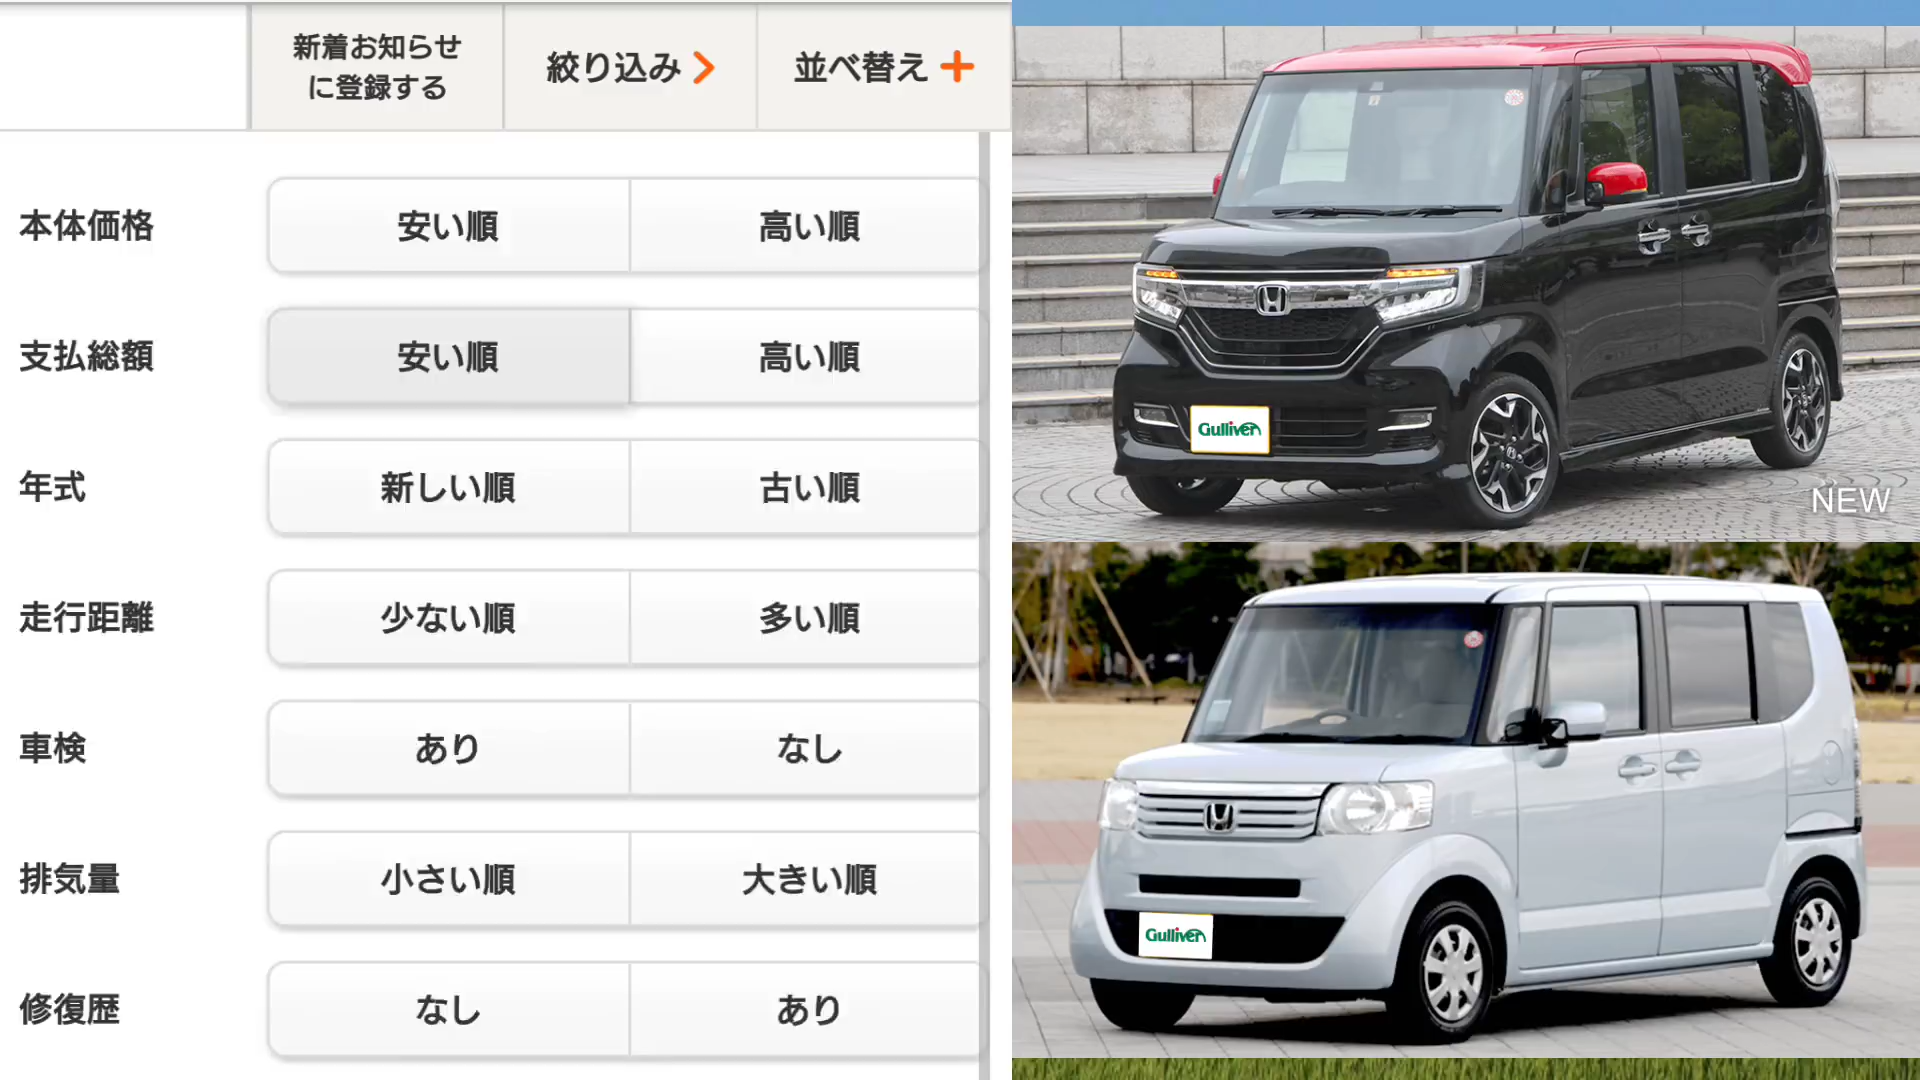 新着お知らせ
に登録する
絞り込み
並べ替え
本体価格 安い順 高い順
支払総額 安い順 高い順
年式 新しい順 古い順
走行距離 少ない順 多い順
車検 あり なし
排気量 小さい順 大きい順
修復歴 なし あり
Gulliver
NEW
Gulliver